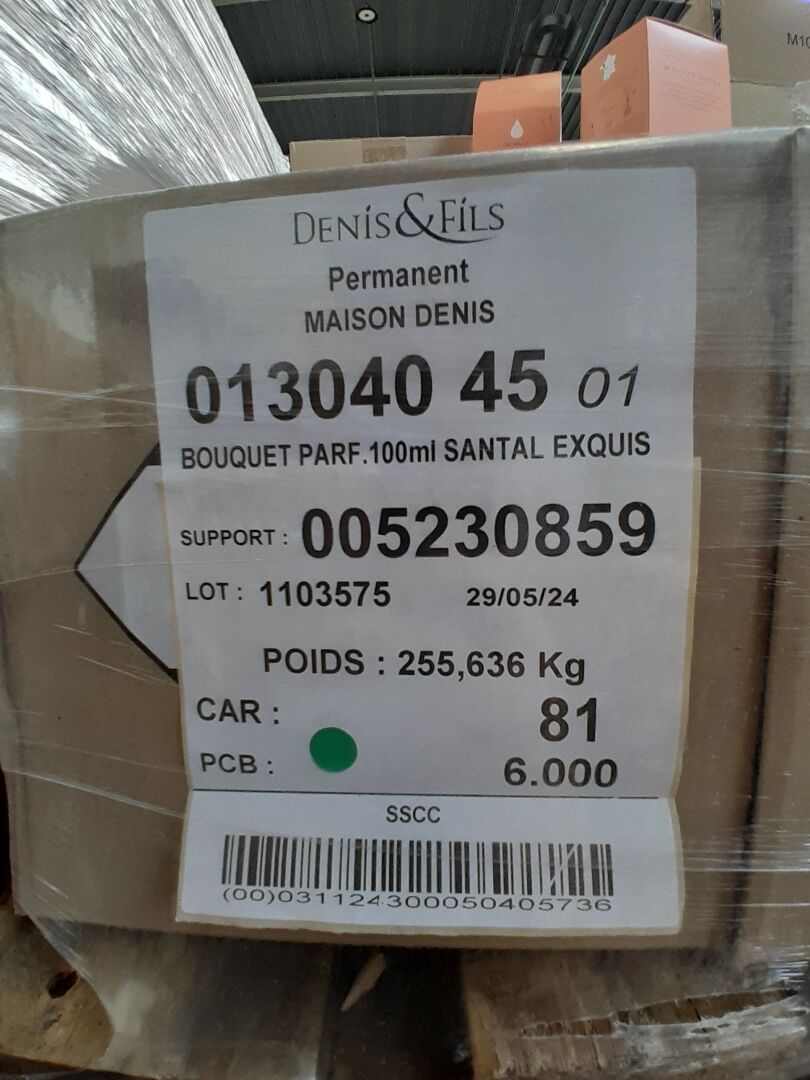 M10
DENIS&FILS
Permanent
MAISON DENIS
013040 45 01
BOUQUET PARF.100ml SANTAL EXQUIS
SUPPORT : 005230859
LOT : 1103575 29/05/24
POIDS : 255,636 Kg
CAR : 81
PCB : 6.000
SSCC
(00)031124300050405736